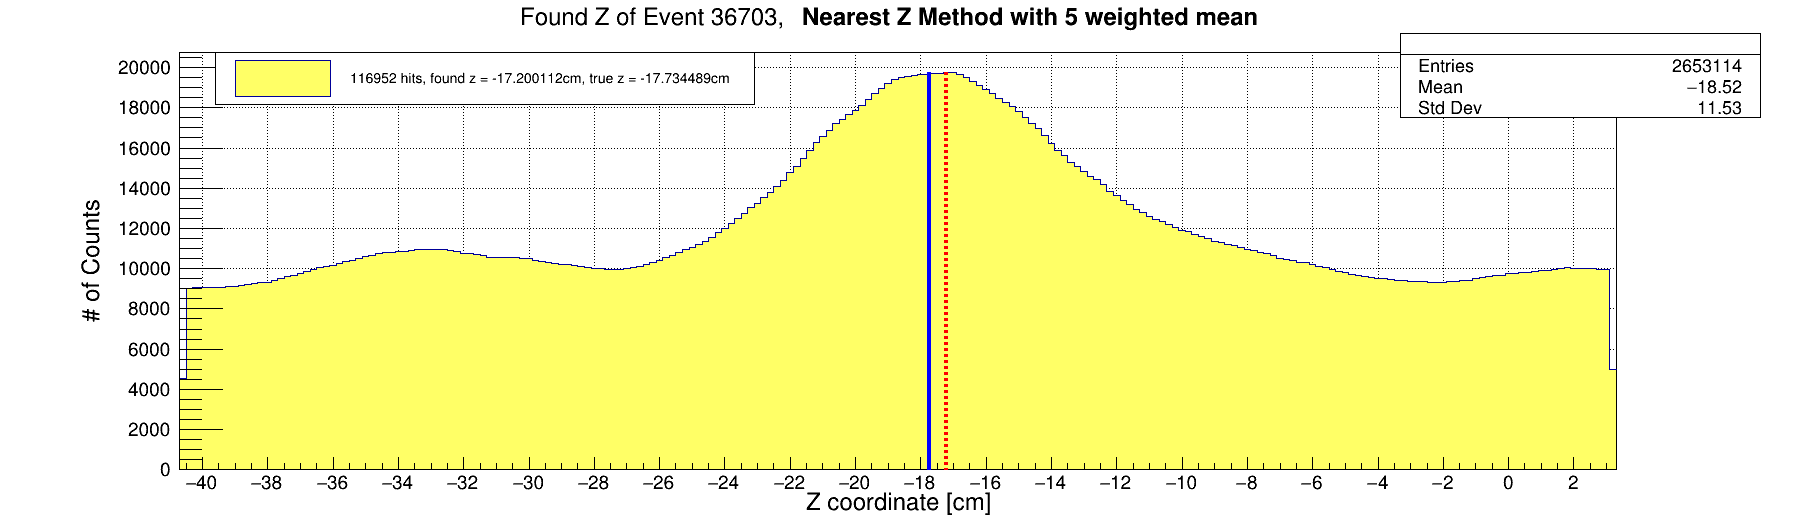 Found Z of Event 36703, Nearest Z Method with 5 weighted mean
116952 hits, found z = -17.200112cm, true z = -17.734489cm
Entries 2653114
Mean −18.52
Std Dev 11.53
# of Counts
20000
18000
16000
14000
12000
10000
8000
6000
4000
2000
0
−40 −38 −36 −34 −32 −30 −28 −26 −24 −22 −20 −18 −16 −14 −12 −10 −8 −6 −4 −2 0 2
Z coordinate [cm]